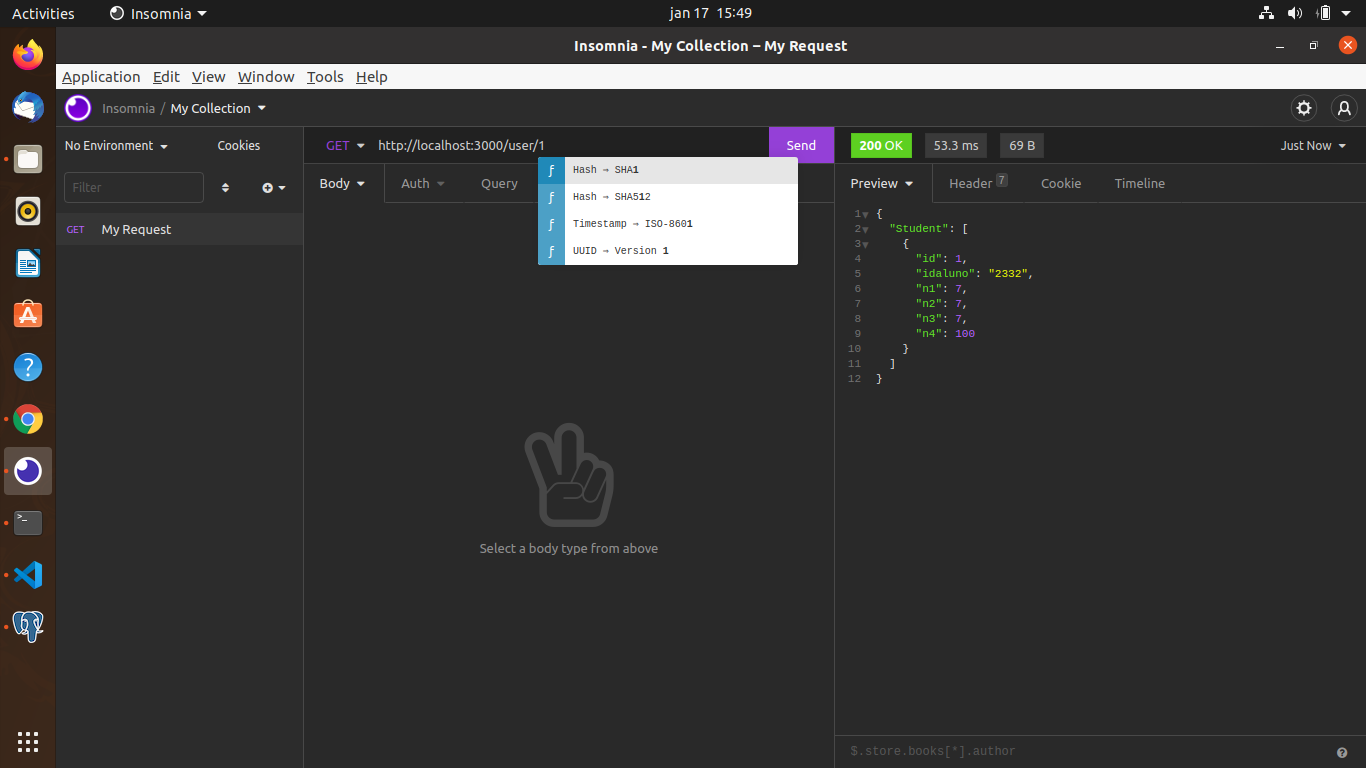 Activities Insomnia jan 17 15:49
Insomnia - My Collection – My Request
Application Edit View Window Tools Help
Insomnia / My Collection
No Environment Cookies
GET http://localhost:3000/user/1 Send
200 OK 53.3 ms 69 B Just Now
Filter
Body Auth Query
ƒ Hash → SHA1
ƒ Hash → SHA512
ƒ Timestamp → ISO-8601
ƒ UUID → Version 1
Preview Header 7 Cookie Timeline
GET My Request
1 {
2 "Student": [
3 {
4 "id": 1,
5 "idaluno": "2332",
6 "n1": 7,
7 "n2": 7,
8 "n3": 7,
9 "n4": 100
10 }
11 ]
12 }
Select a body type from above
$.store.books[*].author